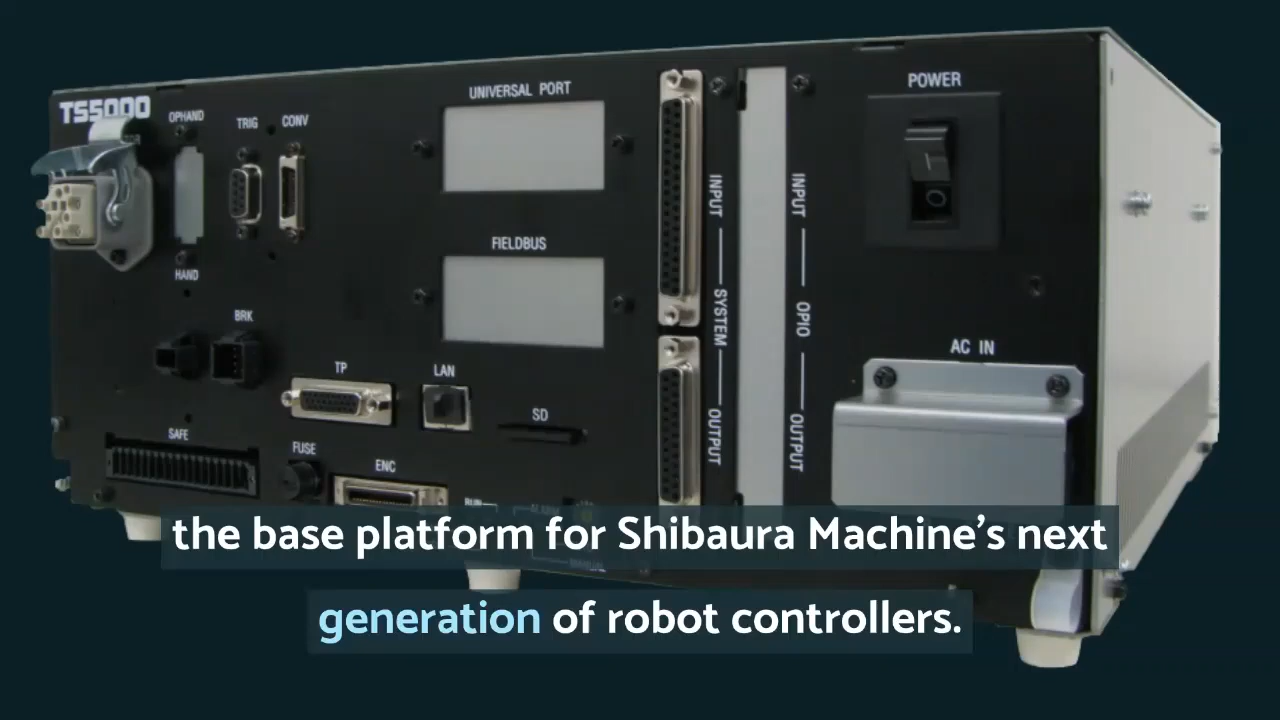 TS5000
OPHAND
TRIG
CONV
UNIVERSAL PORT
POWER
INPUT
INPUT
HAND
FIELDBUS
BRK
SYSTEM
OPIO
TP
LAN
AC IN
SD
OUTPUT
OUTPUT
SAFE
FUSE
ENC
RUN
the base platform for Shibaura Machine's next
generation of robot controllers.